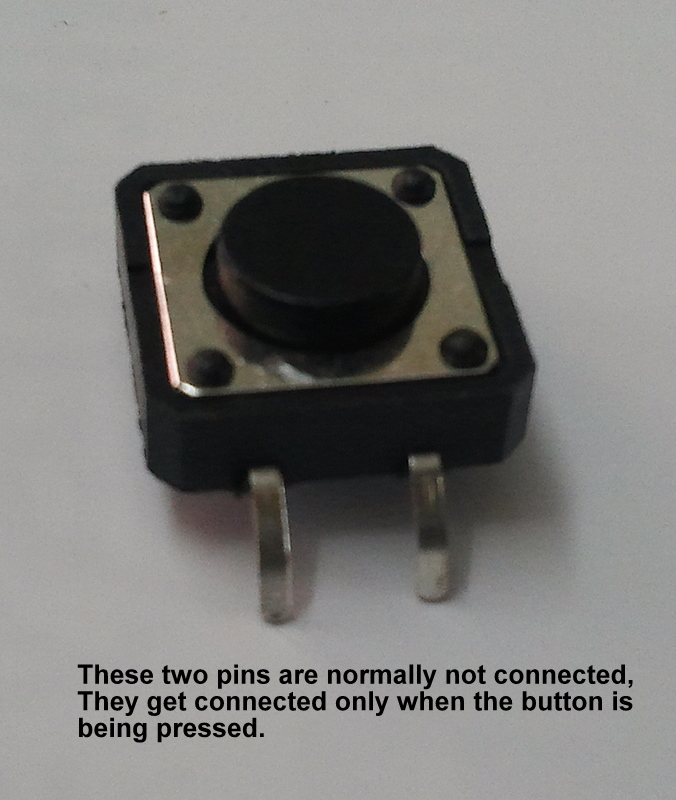 These two pins are normally not connected,
They get connected only when the button is
being pressed.